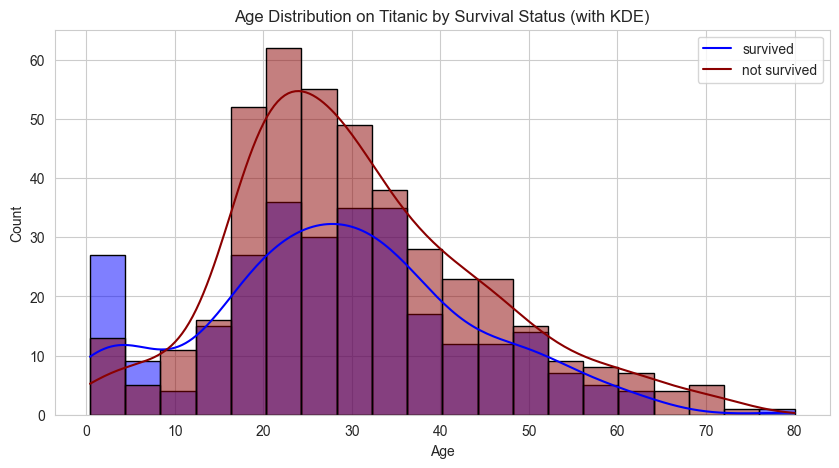 Age Distribution on Titanic by Survival Status (with KDE)
survived
not survived
Count
60
50
40
30
20
10
0
0 10 20 30 40 50 60 70 80
Age